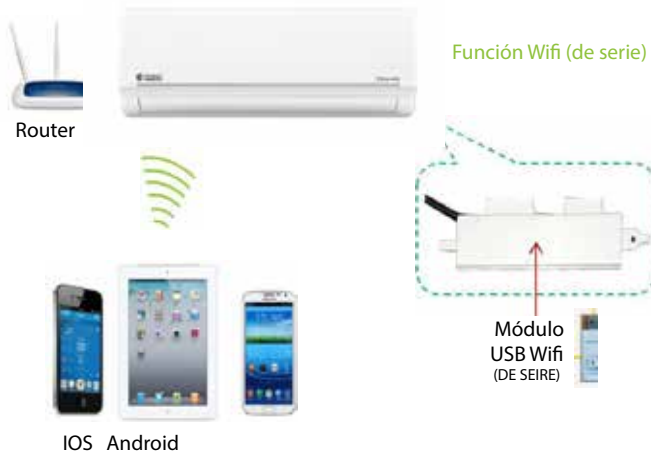 Función Wifi (de serie)
Router
Módulo
USB Wifi
(DE SEIRE)
IOS Android